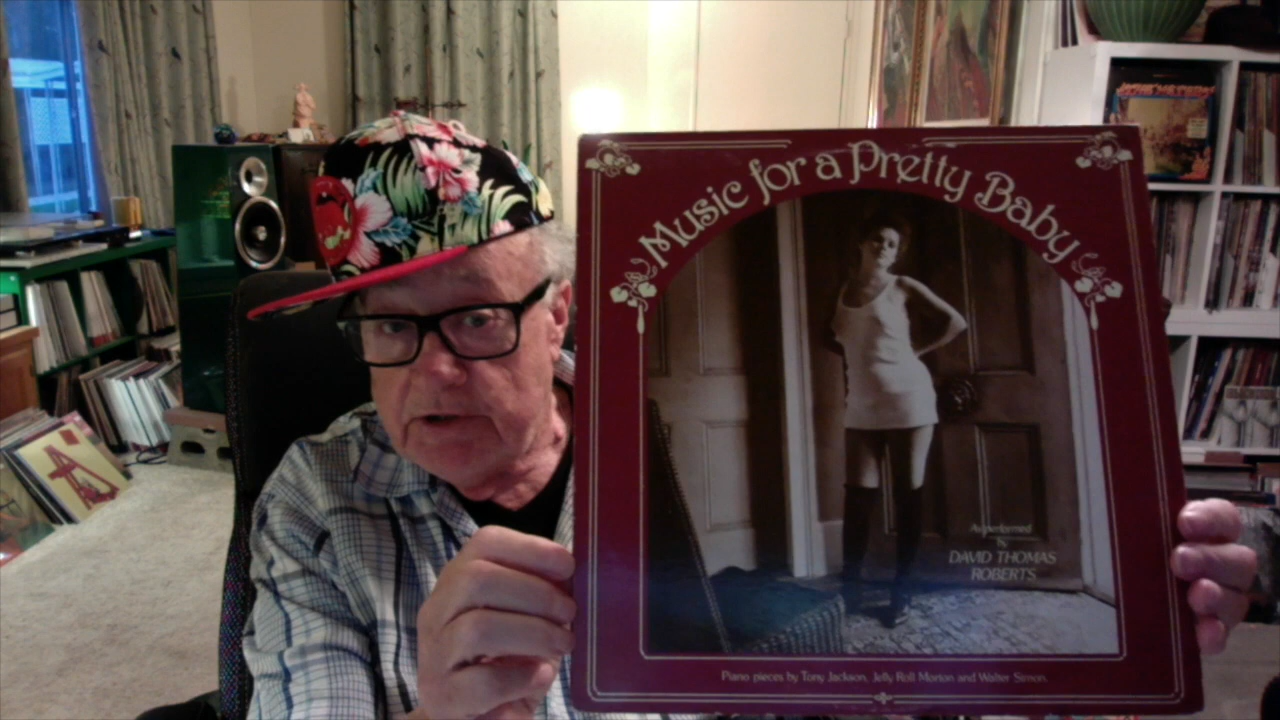 Music for a Pretty Baby
As performed
by
DAVID THOMAS
ROBERTS
Piano pieces by Tony Jackson, Jelly Roll Morton and Walter Simon.